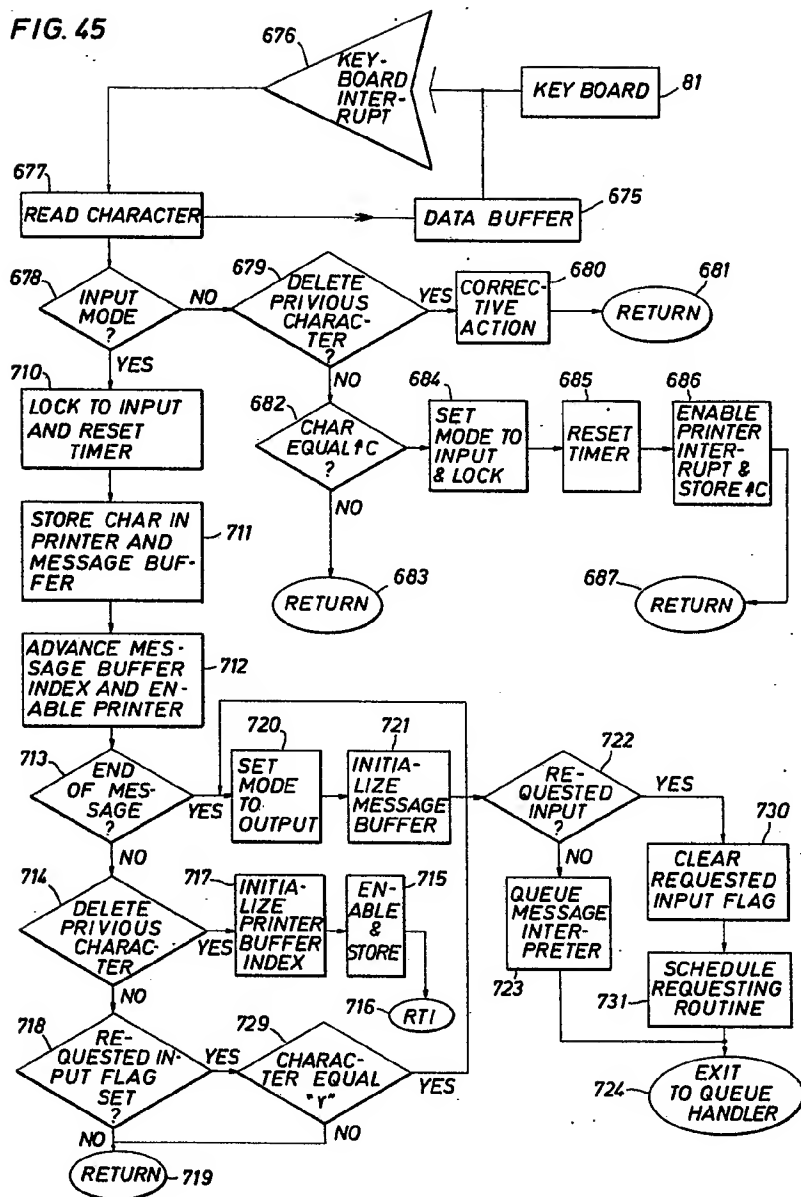 FIG. 45
676
KEY-
BOARD
INTER-
RUPT
KEY BOARD
81
677
READ CHARACTER
DATA BUFFER
675
678
INPUT
MODE
?
NO
YES
679
DELETE
PRIVIOUS
CHARAC-
TER
?
YES
NO
680
CORREC-
TIVE
ACTION
681
RETURN
710
LOCK TO INPUT
AND RESET
TIMER
682
CHAR
EQUAL↑C
?
NO
684
SET
MODE TO
INPUT
& LOCK
685
RESET
TIMER
686
ENABLE
PRINTER
INTER-
RUPT &
STORE↑C
STORE CHAR IN
PRINTER AND
MESSAGE BUF-
FER
711
RETURN
683
687
RETURN
ADVANCE MES-
SAGE BUFFER
INDEX AND EN-
ABLE PRINTER
712
713
END
OF MES-
SAGE
?
YES
NO
720
SET
MODE
TO
OUTPUT
721
INITIA-
LIZE
MESSAGE
BUFFER
722
RE-
QUESTED
INPUT
?
YES
NO
730
CLEAR
REQUESTED
INPUT FLAG
714
DELETE
PRIVIOUS
CHARAC-
TER
YES
NO
717
INITIA-
LIZE
PRINTER
BUFFER
INDEX
715
EN-
ABLE
&
STORE
716
RTI
QUEUE
MESSAGE
INTER-
PRETER
723
731
SCHEDULE
REQUESTING
ROUTINE
718
RE-
QUESTED IN-
PUT FLAG
SET
?
YES
NO
729
CHARAC-
TER EQUAL
"Y"
YES
NO
724
EXIT
TO QUEUE
HANDLER
RETURN
719